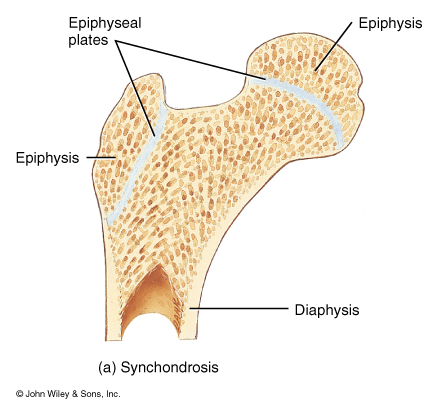 Epiphyseal
plates
Epiphysis
Epiphysis
Diaphysis
(a) Synchondrosis
© John Wiley & Sons, Inc.